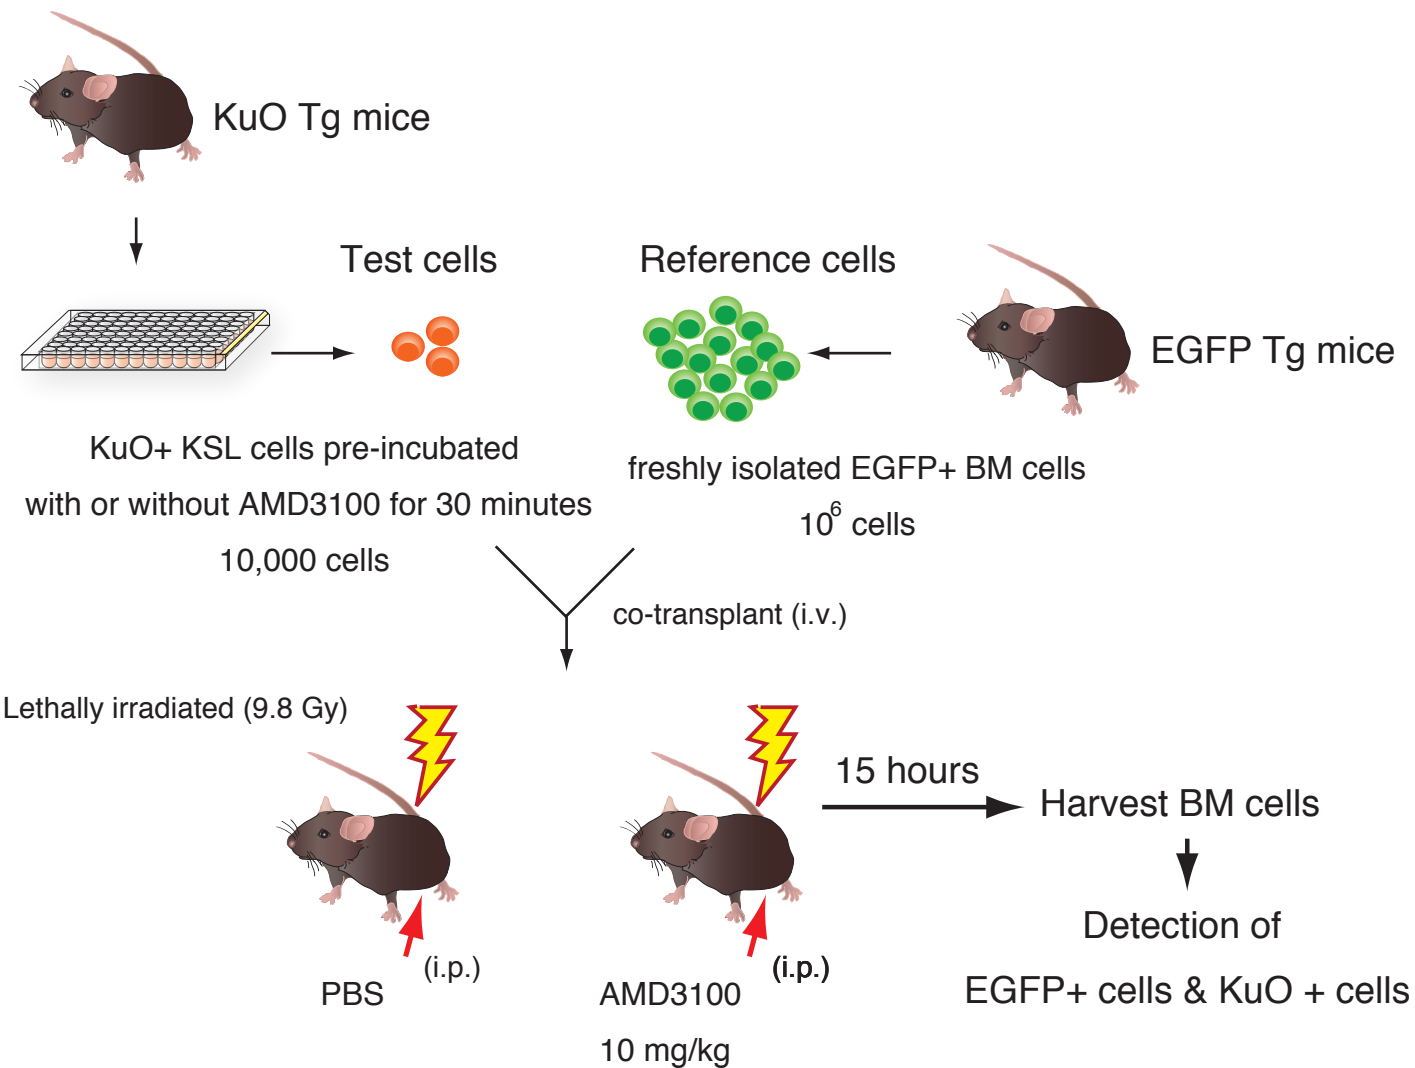 KuO Tg mice
Test cells
Reference cells
EGFP Tg mice
KuO+ KSL cells pre-incubated
with or without AMD3100 for 30 minutes
10,000 cells
freshly isolated EGFP+ BM cells
10⁶ cells
co-transplant (i.v.)
Lethally irradiated (9.8 Gy)
15 hours
Harvest BM cells
Detection of
EGFP+ cells & KuO + cells
(i.p.)
PBS
(i.p.)
AMD3100
10 mg/kg